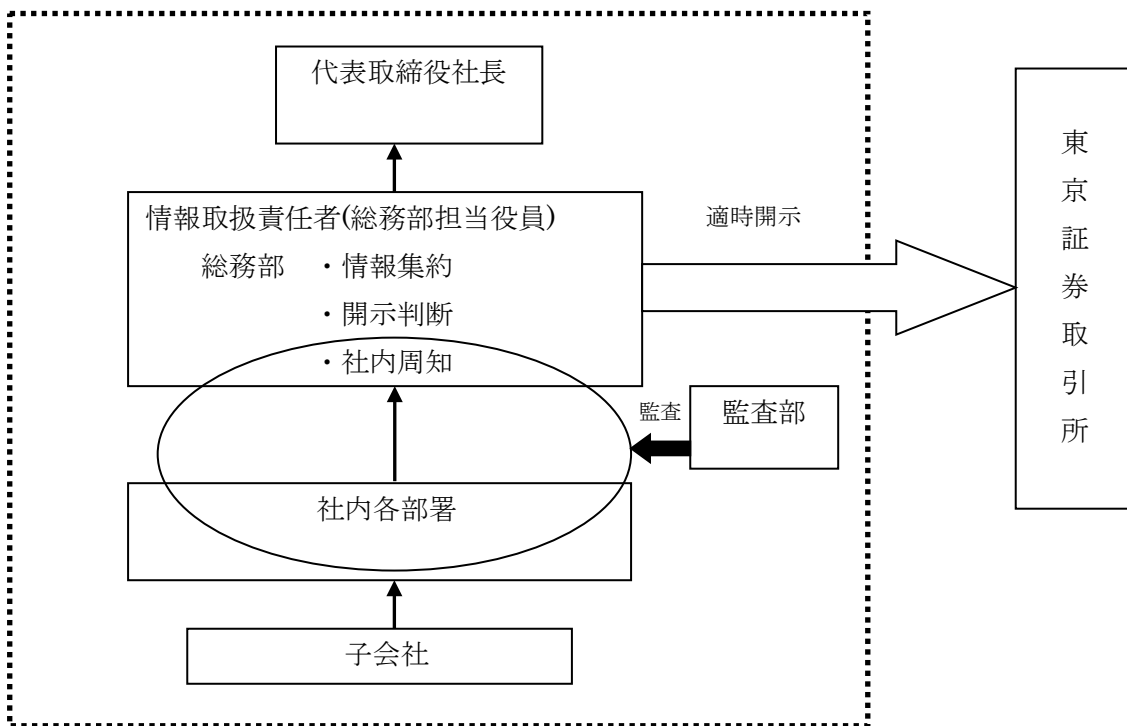 代表取締役社長
情報取扱責任者(総務部担当役員)
総務部 ・情報集約
・開示判断
・社内周知
適時開示
東京証券取引所
監査
監査部
社内各部署
子会社